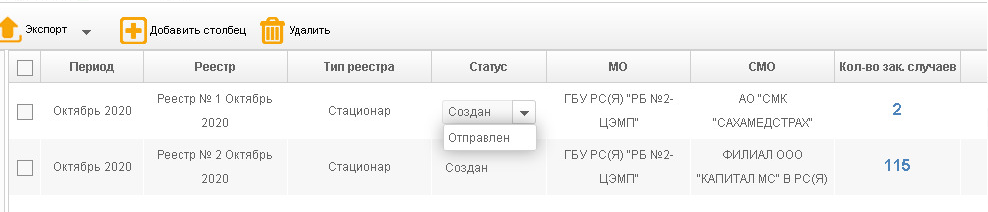 Экспорт Добавить столбец Удалить
Период Реестр Тип реестра Статус МО СМО Кол-во зак. случаев
Октябрь 2020 Реестр № 1 Октябрь 2020 Стационар Создан ГБУ РС(Я) "РБ №2-ЦЭМП" АО "СМК "САХАМЕДСТРАХ" 2
Отправлен
Октябрь 2020 Реестр № 2 Октябрь 2020 Стационар Создан ГБУ РС(Я) "РБ №2-ЦЭМП" ФИЛИАЛ ООО "КАПИТАЛ МС" В РС(Я) 115